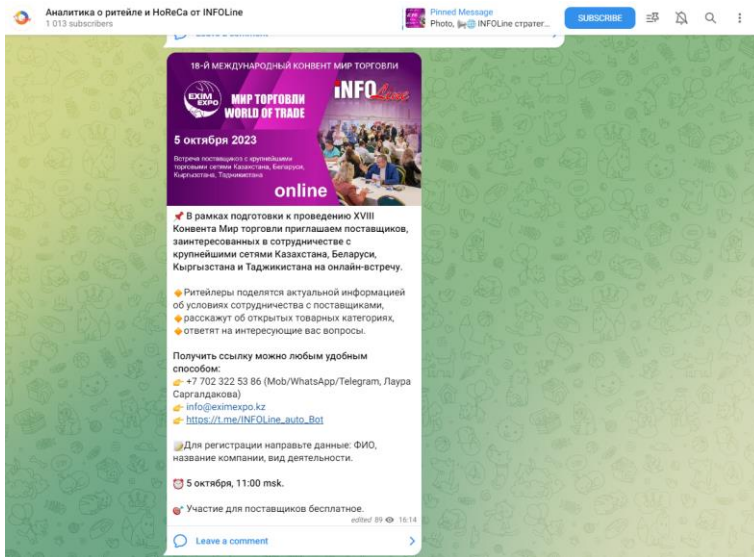 Аналитика о ритейле и HoReCa от INFOLine
1 013 subscribers
Pinned Message
Photo, INFOLine стратег...
SUBSCRIBE
Leave a comment
18-Й МЕЖДУНАРОДНЫЙ КОНВЕНТ МИР ТОРГОВЛИ
EXIM EXPO
МИР ТОРГОВЛИ
WORLD OF TRADE
iNFOLine
5 октября 2023
Встреча поставщиков с крупнейшими
торговыми сетями Казахстана, Беларуси,
Кыргызстана, Таджикистана
online
📌 В рамках подготовки к проведению XVIII
Конвента Мир торговли приглашаем поставщиков,
заинтересованных в сотрудничестве с
крупнейшими сетями Казахстана, Беларуси,
Кыргызстана и Таджикистана на онлайн-встречу.
🔸Ритейлеры поделятся актуальной информацией
об условиях сотрудничества с поставщиками,
🔸расскажут об открытых товарных категориях,
🔸ответят на интересующие вас вопросы.
Получить ссылку можно любым удобным
способом:
👉 +7 702 322 53 86 (Mob/WhatsApp/Telegram, Лаура
Саргалдакова)
👉 info@eximexpo.kz
👉 https://t.me/INFOLine_auto_Bot
📝Для регистрации направьте данные: ФИО,
название компании, вид деятельности.
⏰ 5 октября, 11:00 msk.
🎯 Участие для поставщиков бесплатное.
edited 89 16:14
Leave a comment